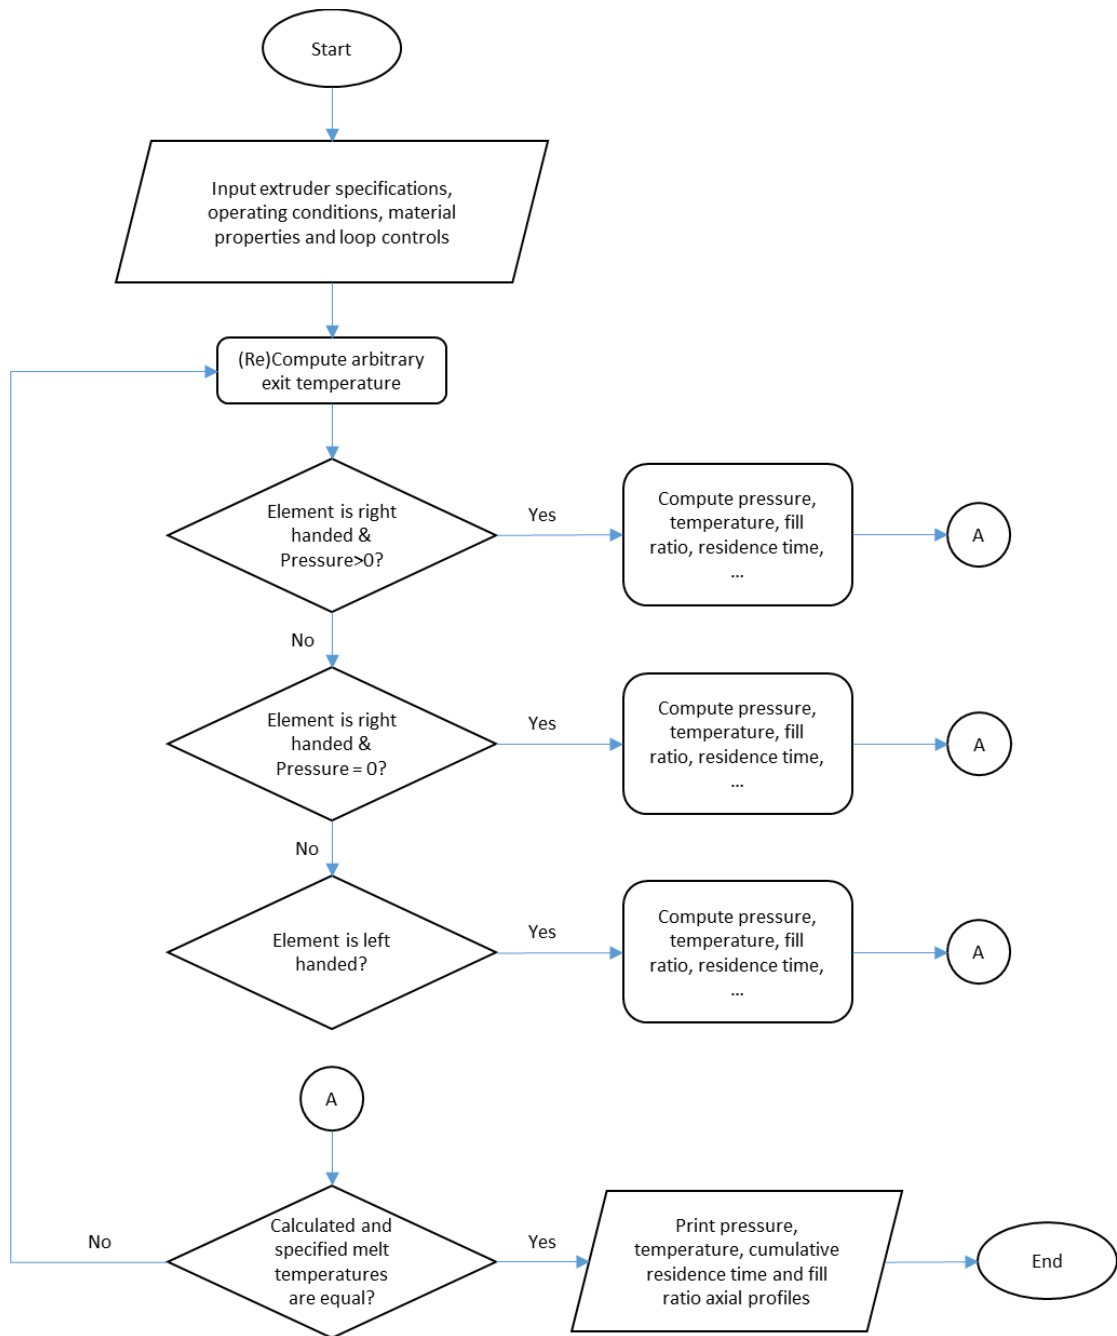 Start
Input extruder specifications,
operating conditions, material
properties and loop controls
(Re)Compute arbitrary
exit temperature
Element is right
handed &
Pressure>0?
Yes
Compute pressure,
temperature, fill
ratio, residence time,
...
A
No
Element is right
handed &
Pressure = 0?
Yes
Compute pressure,
temperature, fill
ratio, residence time,
...
A
No
Element is left
handed?
Yes
Compute pressure,
temperature, fill
ratio, residence time,
...
A
A
Calculated and
specified melt
temperatures
are equal?
No
Yes
Print pressure,
temperature, cumulative
residence time and fill
ratio axial profiles
End